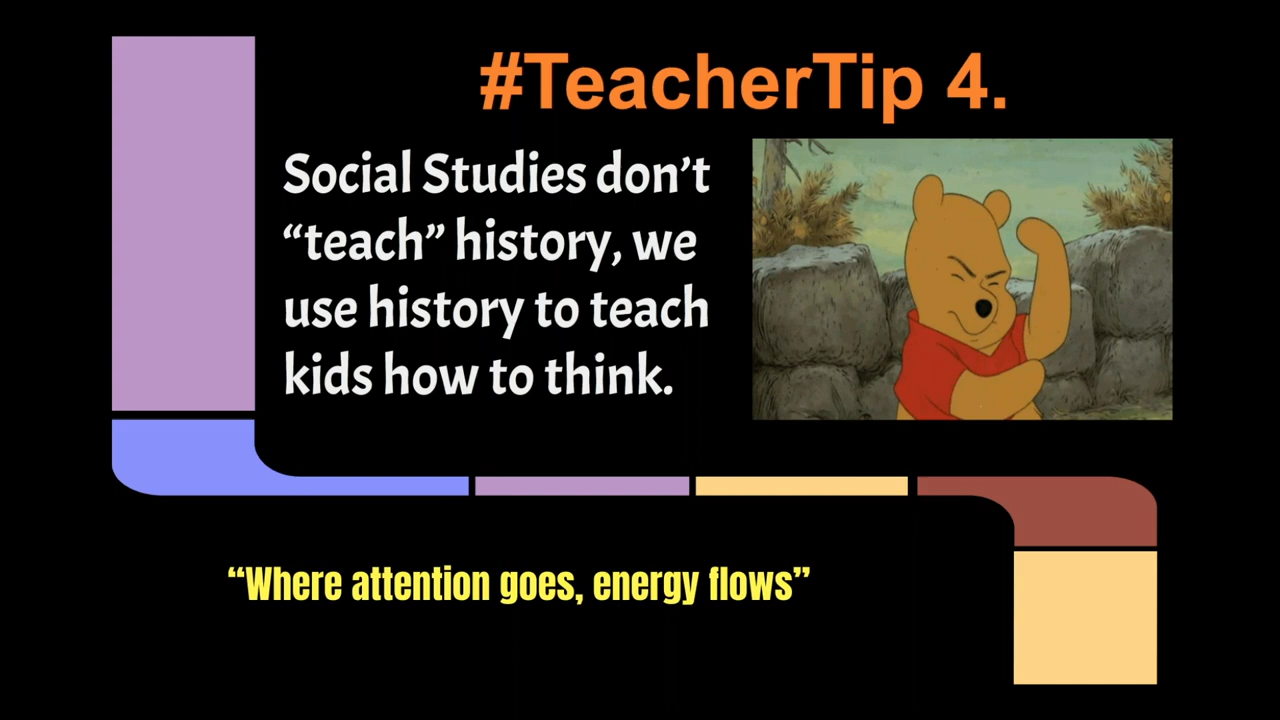 #TeacherTip 4.
Social Studies don’t
“teach” history, we
use history to teach
kids how to think.
“Where attention goes, energy flows”